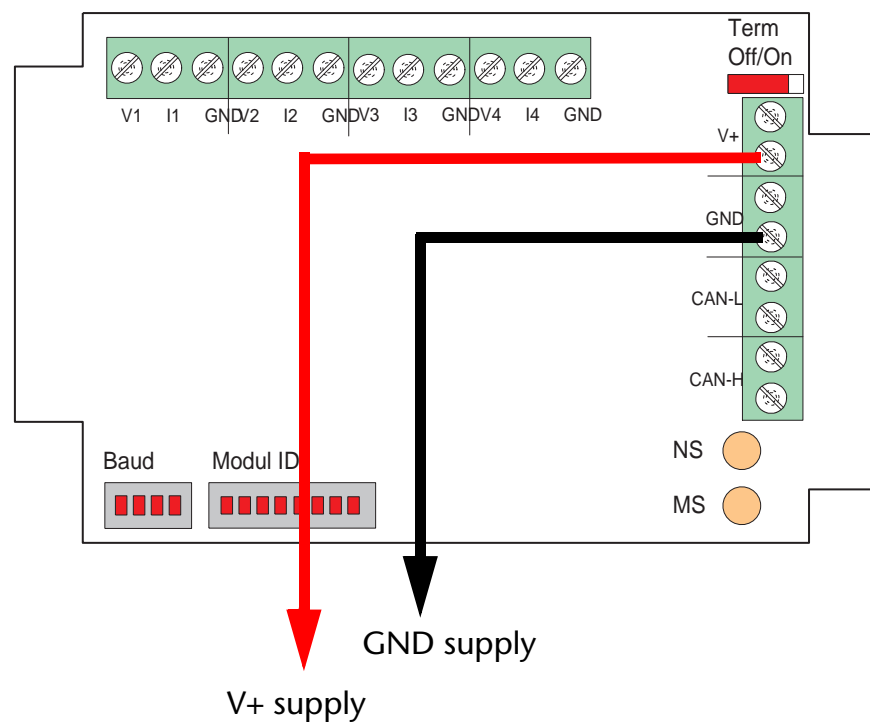 Term
Off/On
V1 I1 GND V2 I2 GND V3 I3 GND V4 I4 GND
V+
GND
CAN-L
CAN-H
Baud Modul ID
NS
MS
GND supply
V+ supply